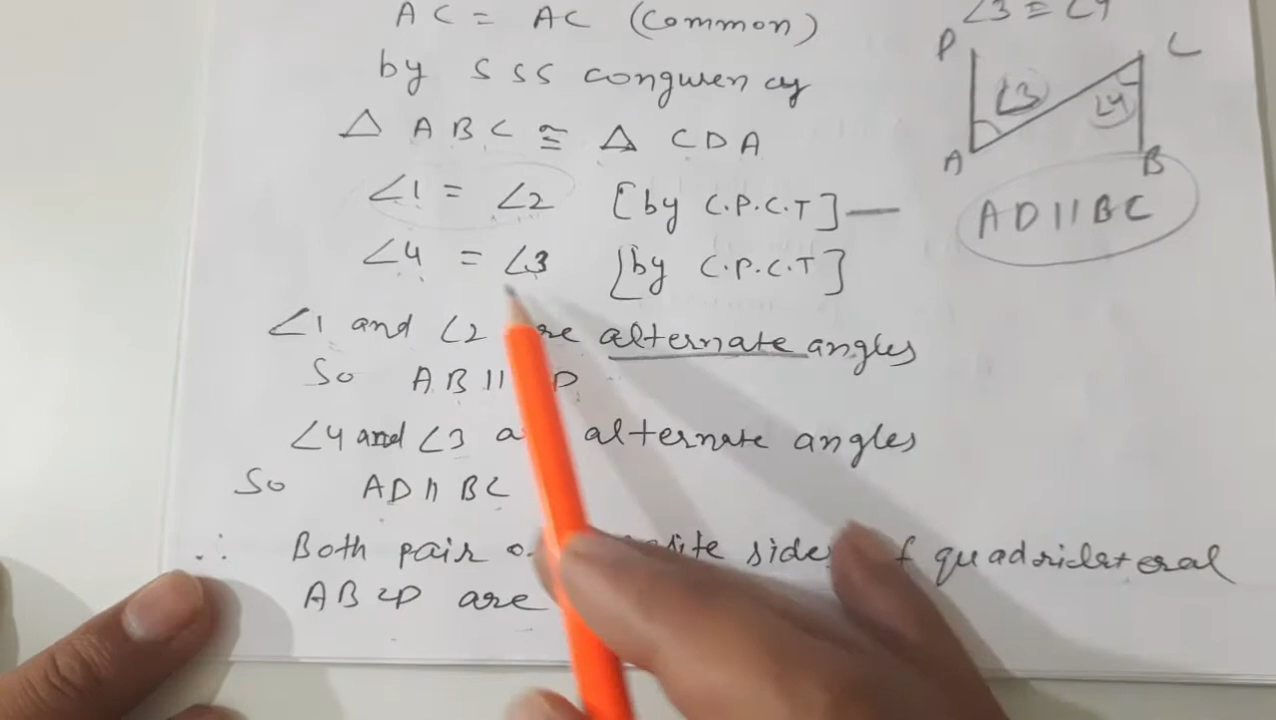 AC = AC (Common)
by SSS congruency
△ ABC ≅ △ CDA
∠1 = ∠2 [by C.P.C.T]—
∠4 = ∠3 [by C.P.C.T]
∠1 and ∠2 alternate angles
So AB ||
∠4 and ∠3 alternate angles
So AD || BC
∴ Both pair of quadrilateral
are
∠3 = ∠4
D C
∠3 ∠4
A B
AD || BC